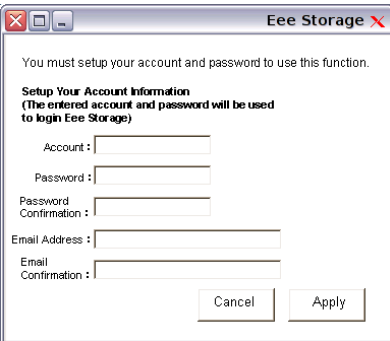 Eee Storage
You must setup your account and password to use this function.
Setup Your Account Information
(The entered account and password will be used
to login Eee Storage)
Account :
Password :
Password
Confirmation :
Email Address :
Email
Confirmation :
Cancel Apply